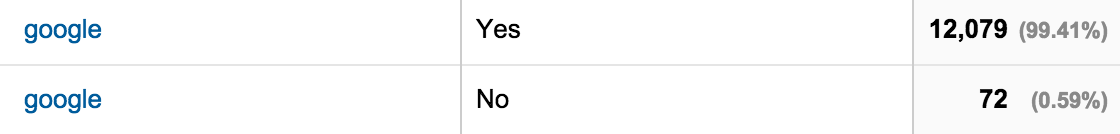 google Yes 12,079 (99.41%)
google No 72 (0.59%)